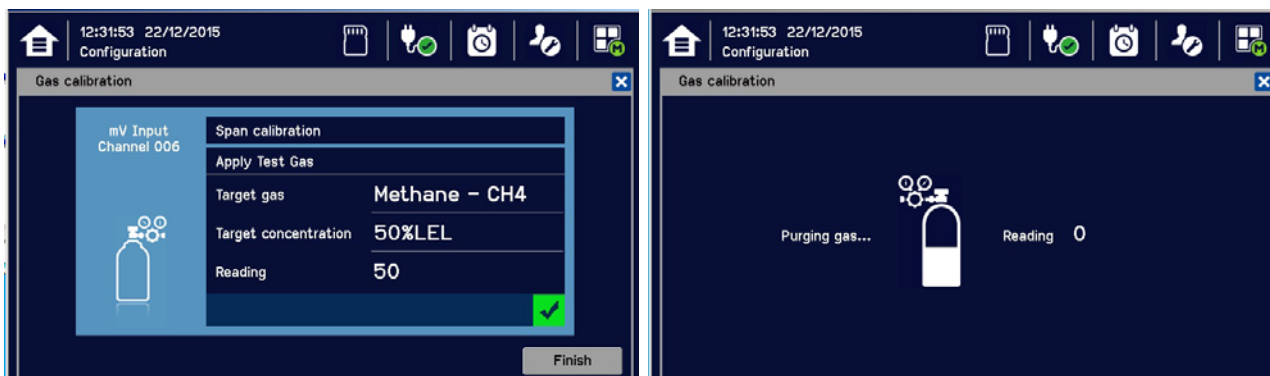 12:31:53 22/12/2015
Configuration
Gas calibration
mV Input
Channel 006
Span calibration
Apply Test Gas
Target gas Methane - CH4
Target concentration 50%LEL
Reading 50
Finish
12:31:53 22/12/2015
Configuration
Gas calibration
Purging gas... Reading 0